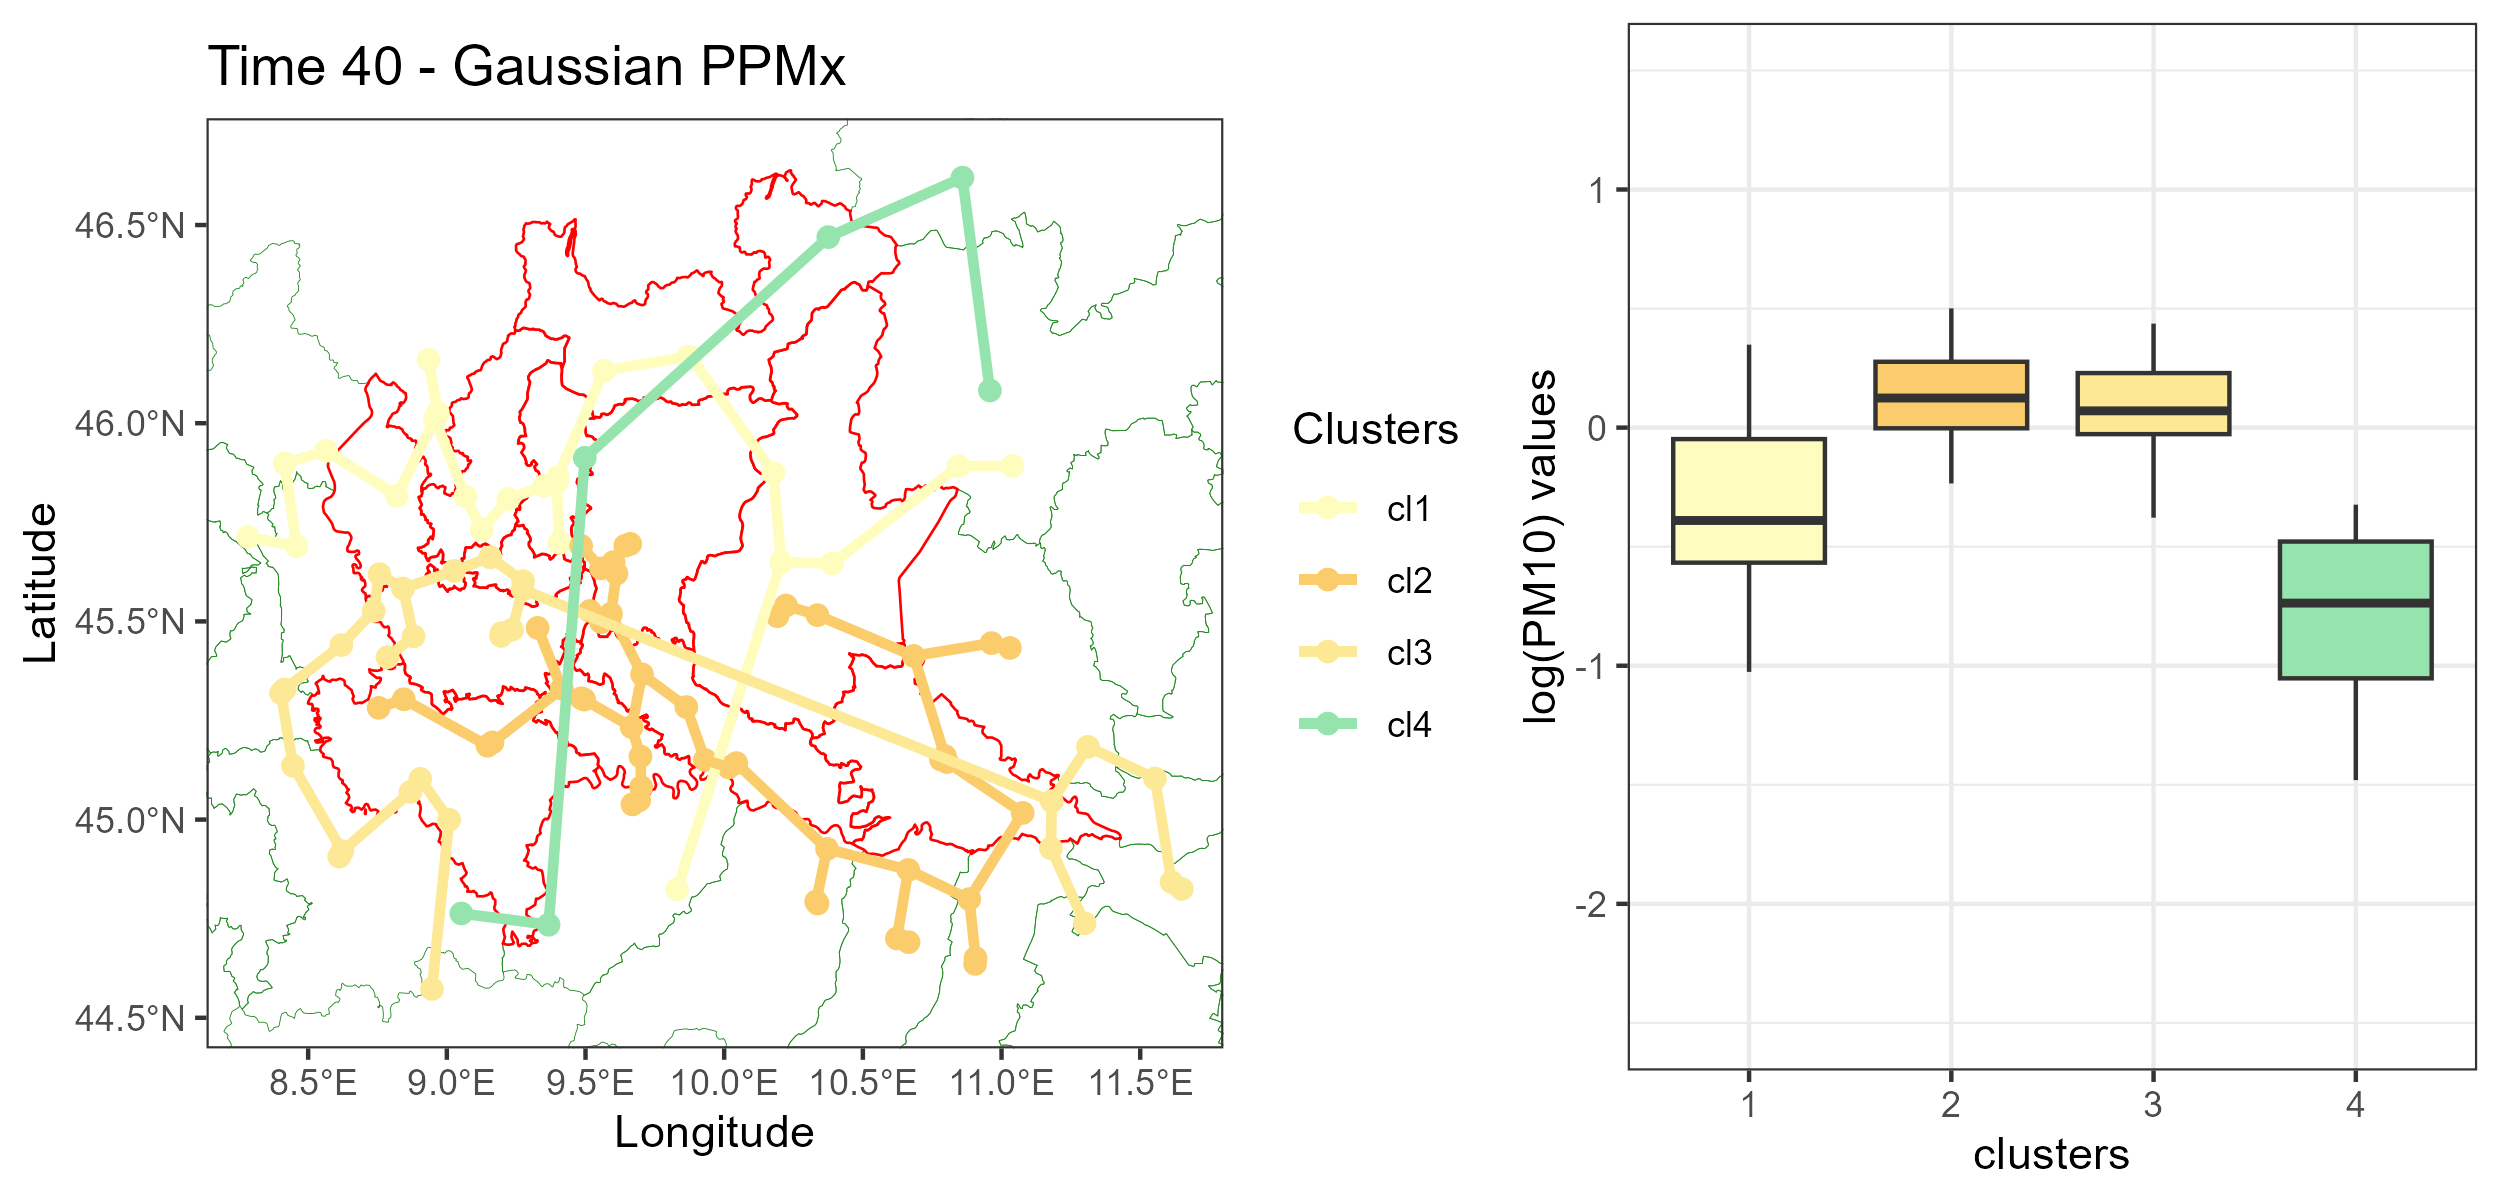 Time 40 - Gaussian PPMx
Latitude
46.5°N
46.0°N
45.5°N
45.0°N
44.5°N
8.5°E 9.0°E 9.5°E 10.0°E 10.5°E 11.0°E 11.5°E
Longitude
Clusters
cl1
cl2
cl3
cl4
log(PM10) values
1
0
-1
-2
1 2 3 4
clusters